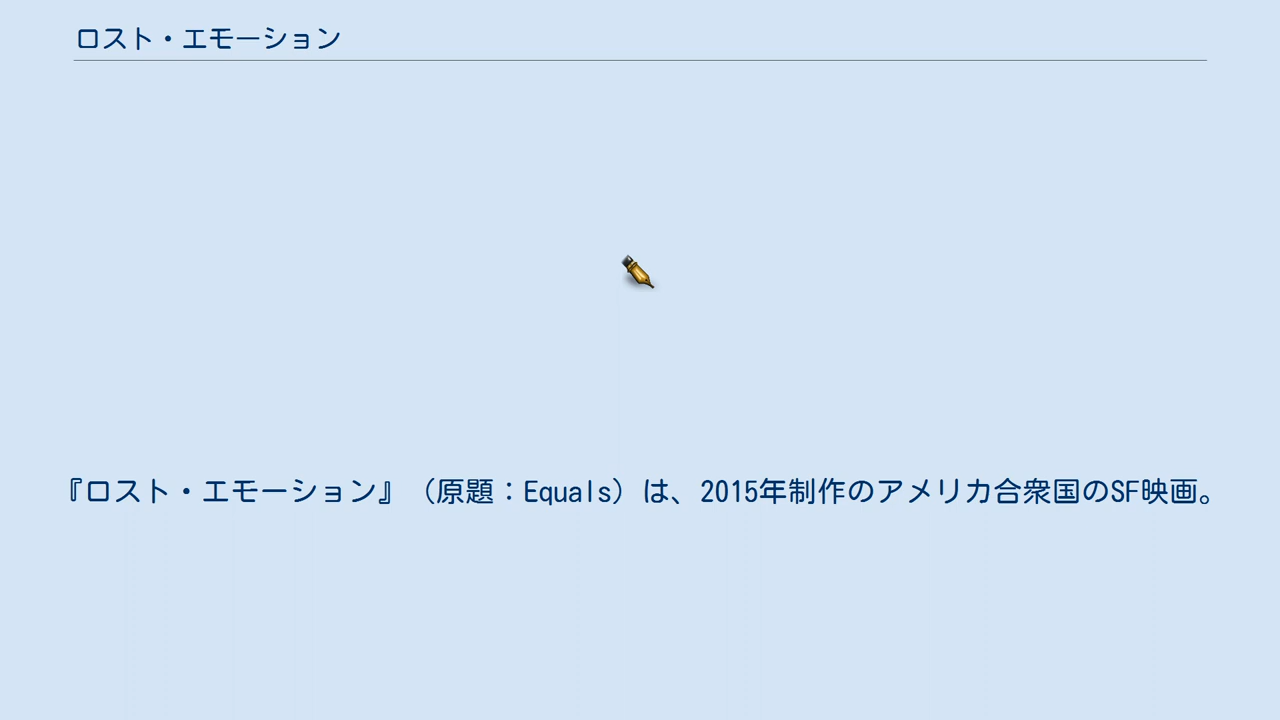 ロスト・エモーション
『ロスト・エモーション』（原題：Equals）は、2015年制作のアメリカ合衆国のSF映画。